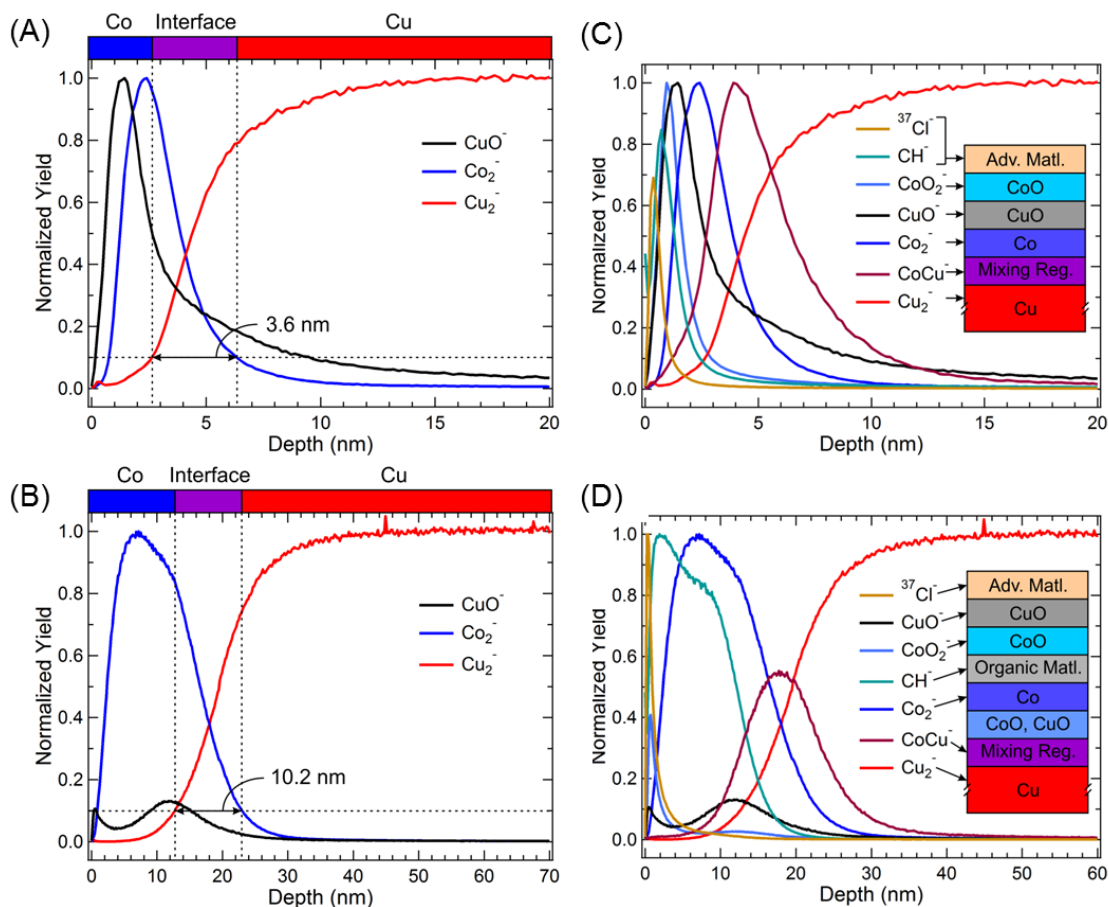 (A)
Co Interface Cu
Normalized Yield
1.0
0.8
0.6
0.4
0.2
0.0
CuO⁻
Co₂⁻
Cu₂⁻
3.6 nm
0 5 10 15 20
Depth (nm)
(C)
Normalized Yield
1.0
0.8
0.6
0.4
0.2
0.0
³⁷Cl⁻
CH⁻
CoO₂⁻
CuO⁻
Co₂⁻
CoCu⁻
Cu₂⁻
Adv. Matl.
CoO
CuO
Co
Mixing Reg.
Cu
0 5 10 15 20
Depth (nm)
(B)
Co Interface Cu
Normalized Yield
1.0
0.8
0.6
0.4
0.2
0.0
CuO⁻
Co₂⁻
Cu₂⁻
10.2 nm
0 10 20 30 40 50 60 70
Depth (nm)
(D)
Normalized Yield
1.0
0.8
0.6
0.4
0.2
0.0
³⁷Cl⁻
CuO⁻
CoO₂⁻
CH⁻
Co₂⁻
CoCu⁻
Cu₂⁻
Adv. Matl.
CuO
CoO
Organic Matl.
Co
CoO, CuO
Mixing Reg.
Cu
0 10 20 30 40 50 60
Depth (nm)